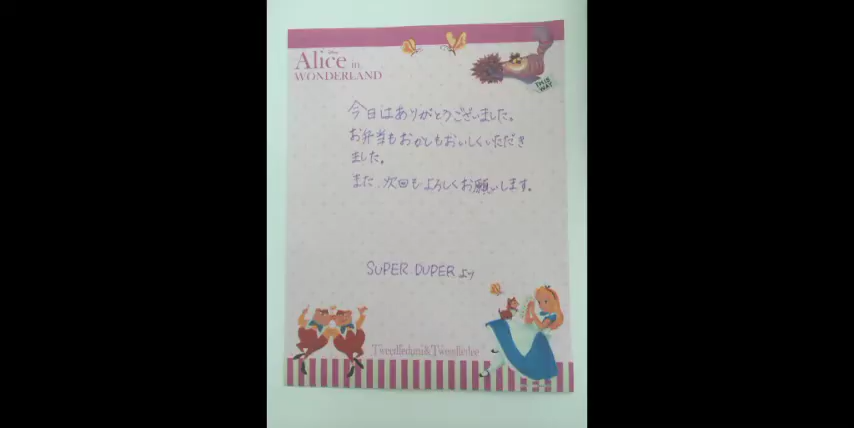 Disney
Alice in
WONDERLAND
THIS
WAY
今日はありがとうございました。
お弁当もおかしもおいしくいただき
ました。
また、次回もよろしくお願いします。
SUPER DUPER より
Tweedledum & Tweedledee